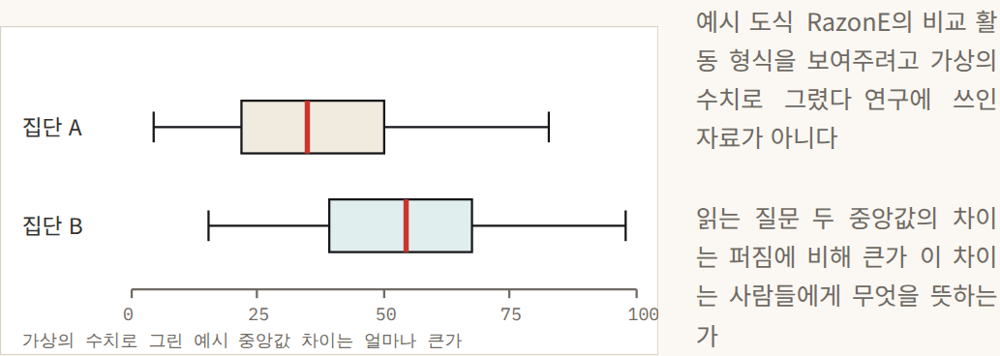 집단 A
집단 B
0 25 50 75 100
가상의 수치로 그린 예시 중앙값 차이는 얼마나 큰가
예시 도식 RazonE의 비교 활
동 형식을 보여주려고 가상의
수치로 그렸다 연구에 쓰인
자료가 아니다
읽는 질문 두 중앙값의 차이
는 퍼짐에 비해 큰가 이 차이
는 사람들에게 무엇을 뜻하는
가